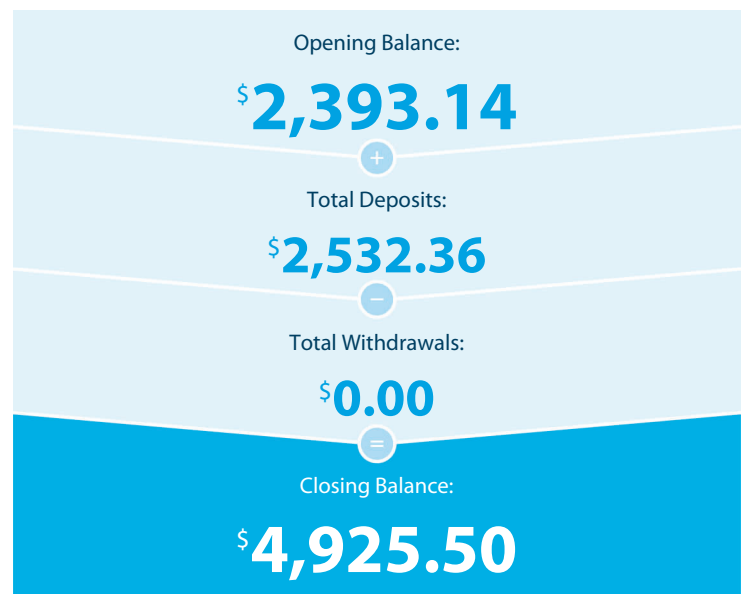 Opening Balance:
$2,393.14
+
Total Deposits:
$2,532.36
−
Total Withdrawals:
$0.00
=
Closing Balance:
$4,925.50